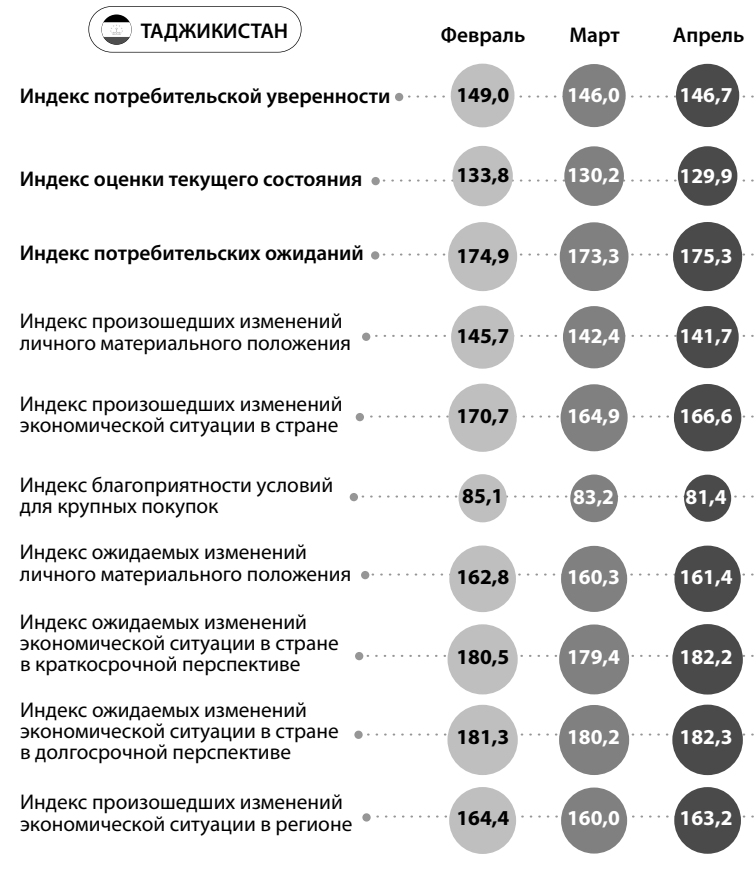 ТАДЖИКИСТАН
Февраль Март Апрель
Индекс потребительской уверенности 149,0 146,0 146,7
Индекс оценки текущего состояния 133,8 130,2 129,9
Индекс потребительских ожиданий 174,9 173,3 175,3
Индекс произошедших изменений
личного материального положения 145,7 142,4 141,7
Индекс произошедших изменений
экономической ситуации в стране 170,7 164,9 166,6
Индекс благоприятности условий
для крупных покупок 85,1 83,2 81,4
Индекс ожидаемых изменений
личного материального положения 162,8 160,3 161,4
Индекс ожидаемых изменений
экономической ситуации в стране
в краткосрочной перспективе 180,5 179,4 182,2
Индекс ожидаемых изменений
экономической ситуации в стране
в долгосрочной перспективе 181,3 180,2 182,3
Индекс произошедших изменений
экономической ситуации в регионе 164,4 160,0 163,2